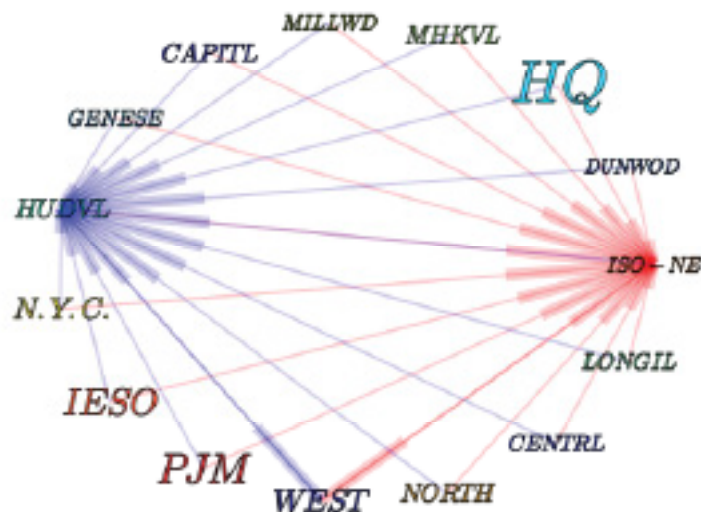 MILLWD
MHKVL
CAPITL
HQ
GENESE
DUNWOD
HUDVL
ISO – NE
N.Y.C.
LONGIL
IESO
CENTRL
PJM
NORTH
WEST